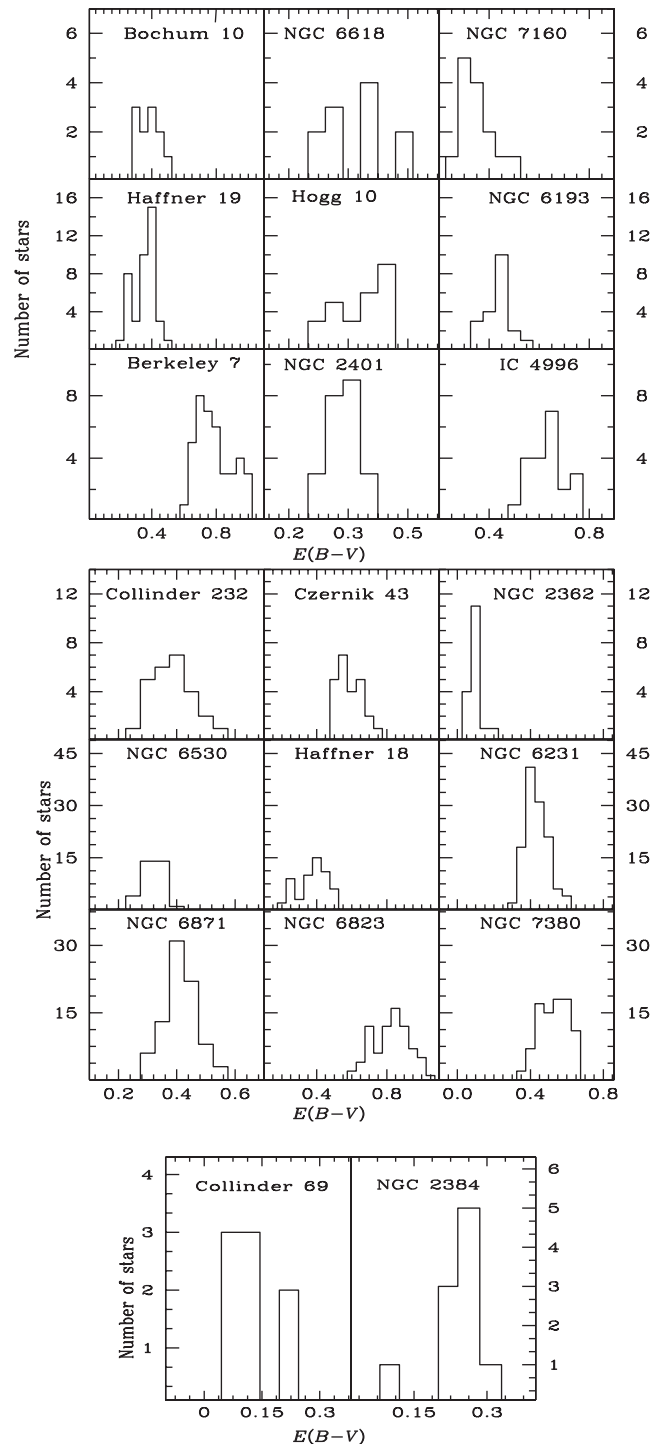 6 Bochum 10 NGC 6618 NGC 7160 6
4 4
2 2
16 Haffner 19 Hogg 10 NGC 6193 16
12 12
8 8
4 4
Number of stars
Berkeley 7 NGC 2401 IC 4996
8 8
4 4
0.4 0.8 0.2 0.3 0.5 0.4 0.8
E(B−V)
12 Collinder 232 Czernik 43 NGC 2362 12
8 8
4 4
45 NGC 6530 Haffner 18 NGC 6231 45
30 30
15 15
Number of stars
NGC 6871 NGC 6823 NGC 7380
30 30
15 15
0.2 0.4 0.6 0.4 0.8 0.0 0.4 0.8
E(B−V)
4 Collinder 69 NGC 2384 6
5
3 4
3
2 2
1 1
Number of stars
0 0.15 0.3 0.15 0.3
E(B−V)